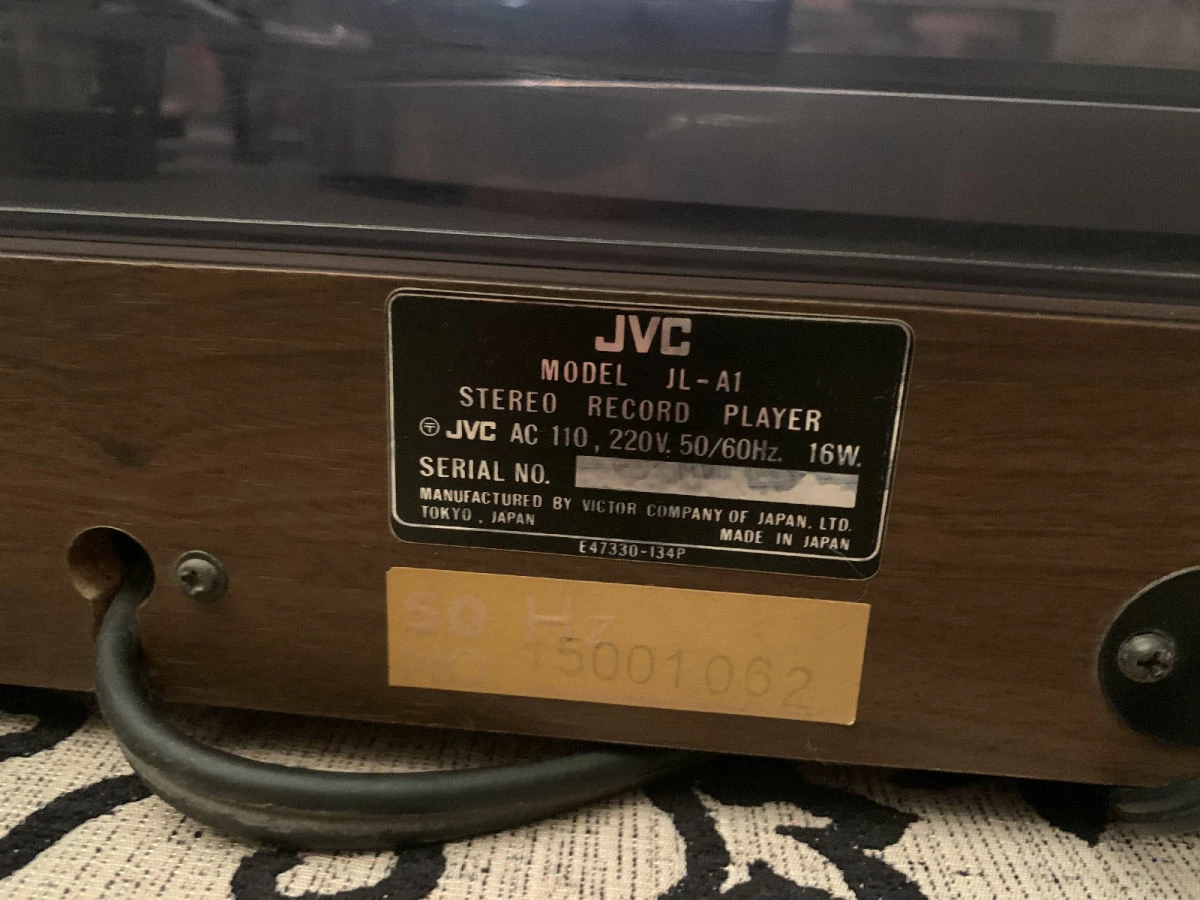 JVC
MODEL JL-A1
STEREO RECORD PLAYER
〶 JVC AC 110, 220V. 50/60Hz. 16W.
SERIAL NO.
MANUFACTURED BY VICTOR COMPANY OF JAPAN. LTD.
TOKYO. JAPAN
MADE IN JAPAN
E47330-134P
50 Hz
NO 15001062